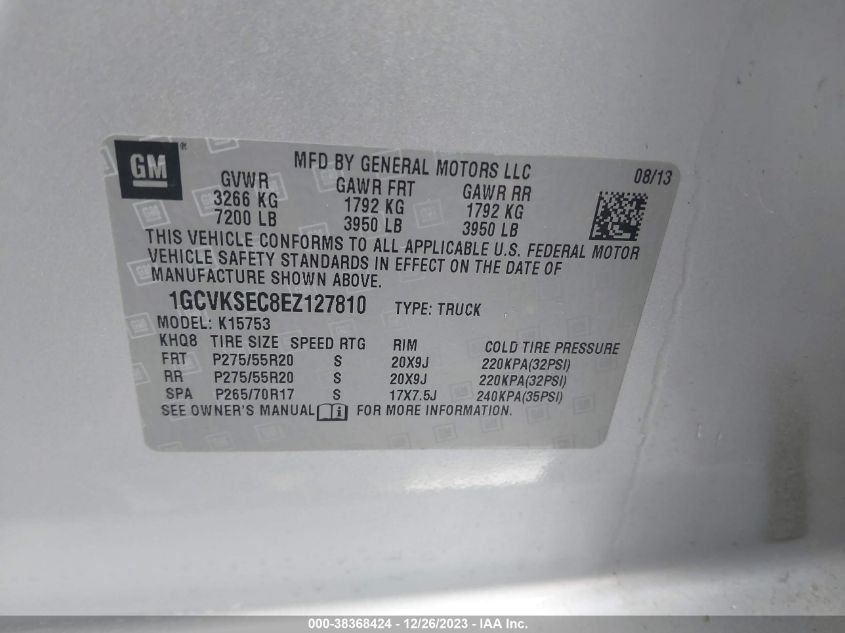 GM®
MFD BY GENERAL MOTORS LLC 08/13
GVWR GAWR FRT GAWR RR
3266 KG 1792 KG 1792 KG
7200 LB 3950 LB 3950 LB
THIS VEHICLE CONFORMS TO ALL APPLICABLE U.S. FEDERAL MOTOR
VEHICLE SAFETY STANDARDS IN EFFECT ON THE DATE OF
MANUFACTURE SHOWN ABOVE.
1GCVKSEC8EZ127810 TYPE: TRUCK
MODEL: K15753
KHQ8 TIRE SIZE SPEED RTG RIM COLD TIRE PRESSURE
FRT P275/55R20 S 20X9J 220KPA(32PSI)
RR P275/55R20 S 20X9J 220KPA(32PSI)
SPA P265/70R17 S 17X7.5J 240KPA(35PSI)
SEE OWNER'S MANUAL i FOR MORE INFORMATION.
000-38368424 - 12/26/2023 - IAA Inc.